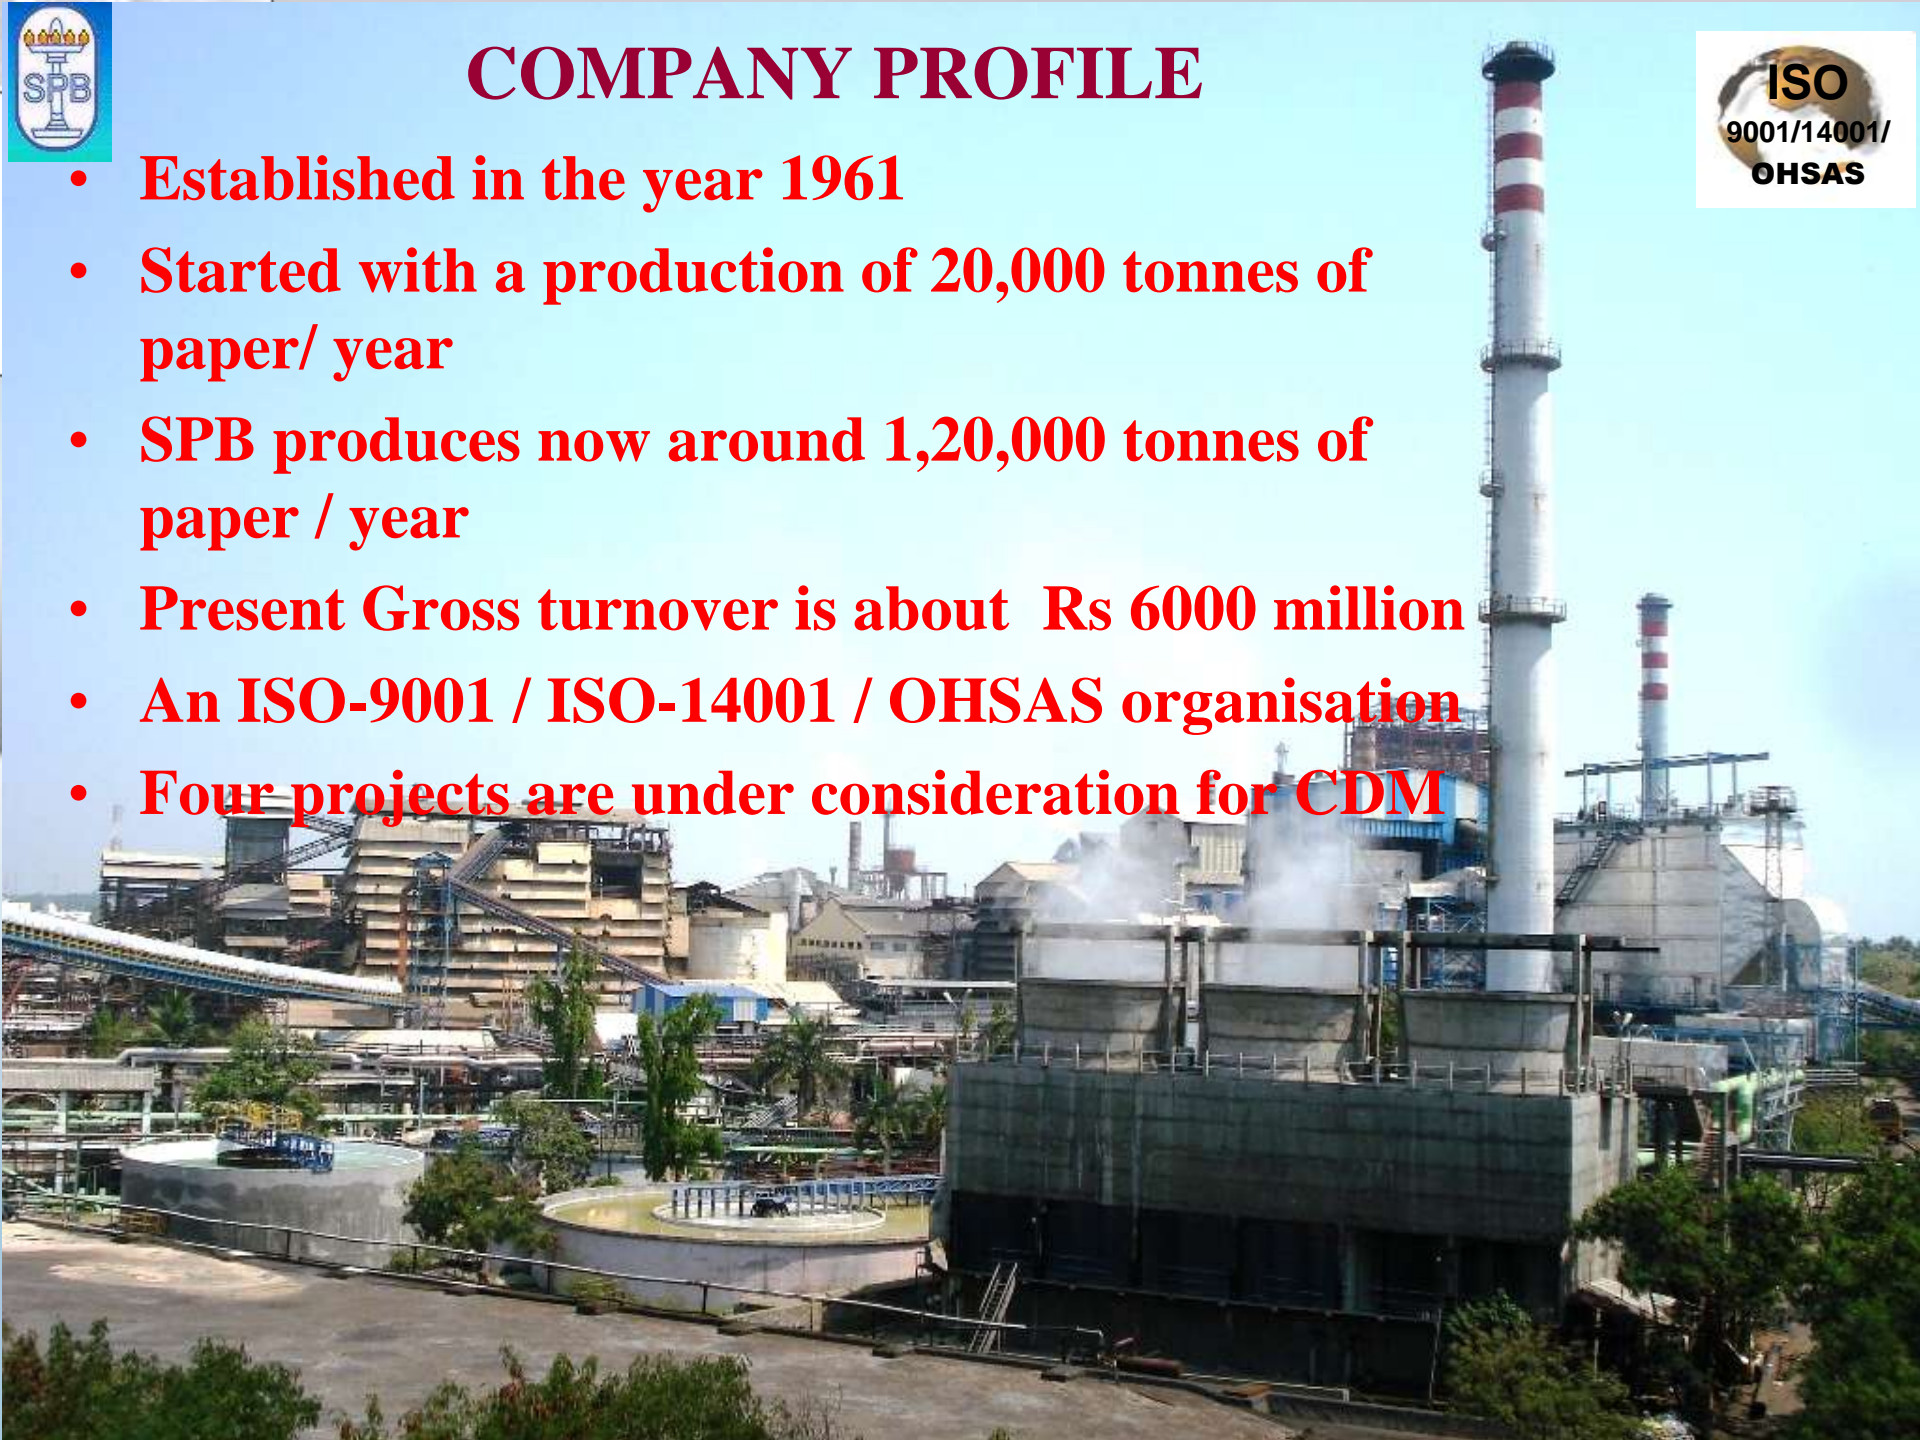 SPB
COMPANY PROFILE
ISO
9001/14001/
OHSAS
• Established in the year 1961
• Started with a production of 20,000 tonnes of
paper/ year
• SPB produces now around 1,20,000 tonnes of
paper / year
• Present Gross turnover is about  Rs 6000 million
• An ISO-9001 / ISO-14001 / OHSAS organisation
• Four projects are under consideration for CDM